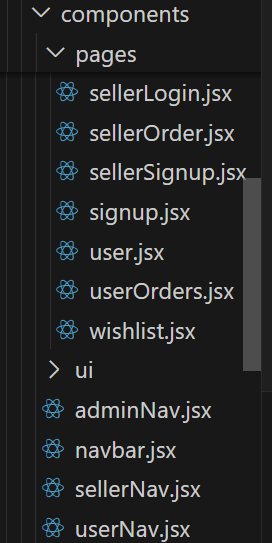 components
pages
sellerLogin.jsx
sellerOrder.jsx
sellerSignup.jsx
signup.jsx
user.jsx
userOrders.jsx
wishlist.jsx
ui
adminNav.jsx
navbar.jsx
sellerNav.jsx
userNav.jsx